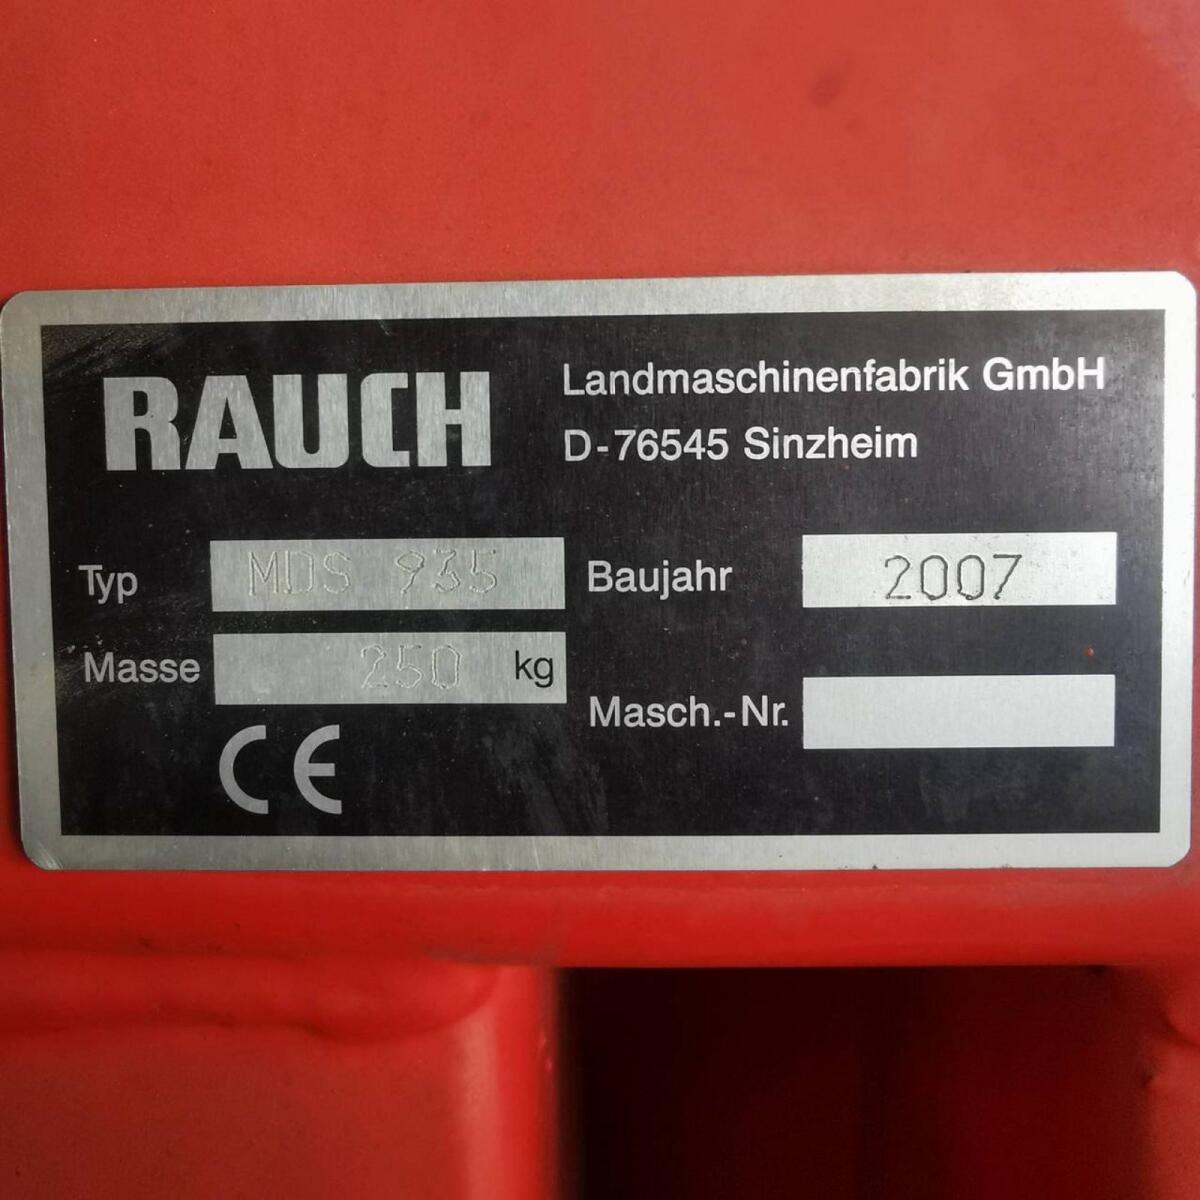 RAUCH
Landmaschinenfabrik GmbH
D-76545 Sinzheim
Typ MDS 935
Baujahr 2007
Masse 250 kg
Masch.-Nr.
CE